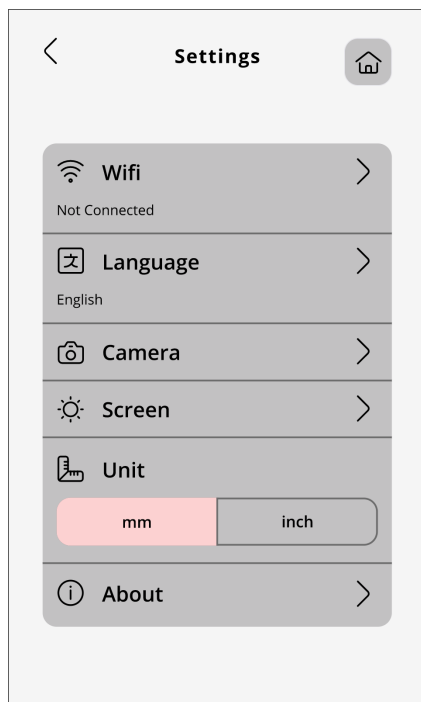 Settings
Wifi
Not Connected
Language
English
Camera
Screen
Unit
mm inch
About